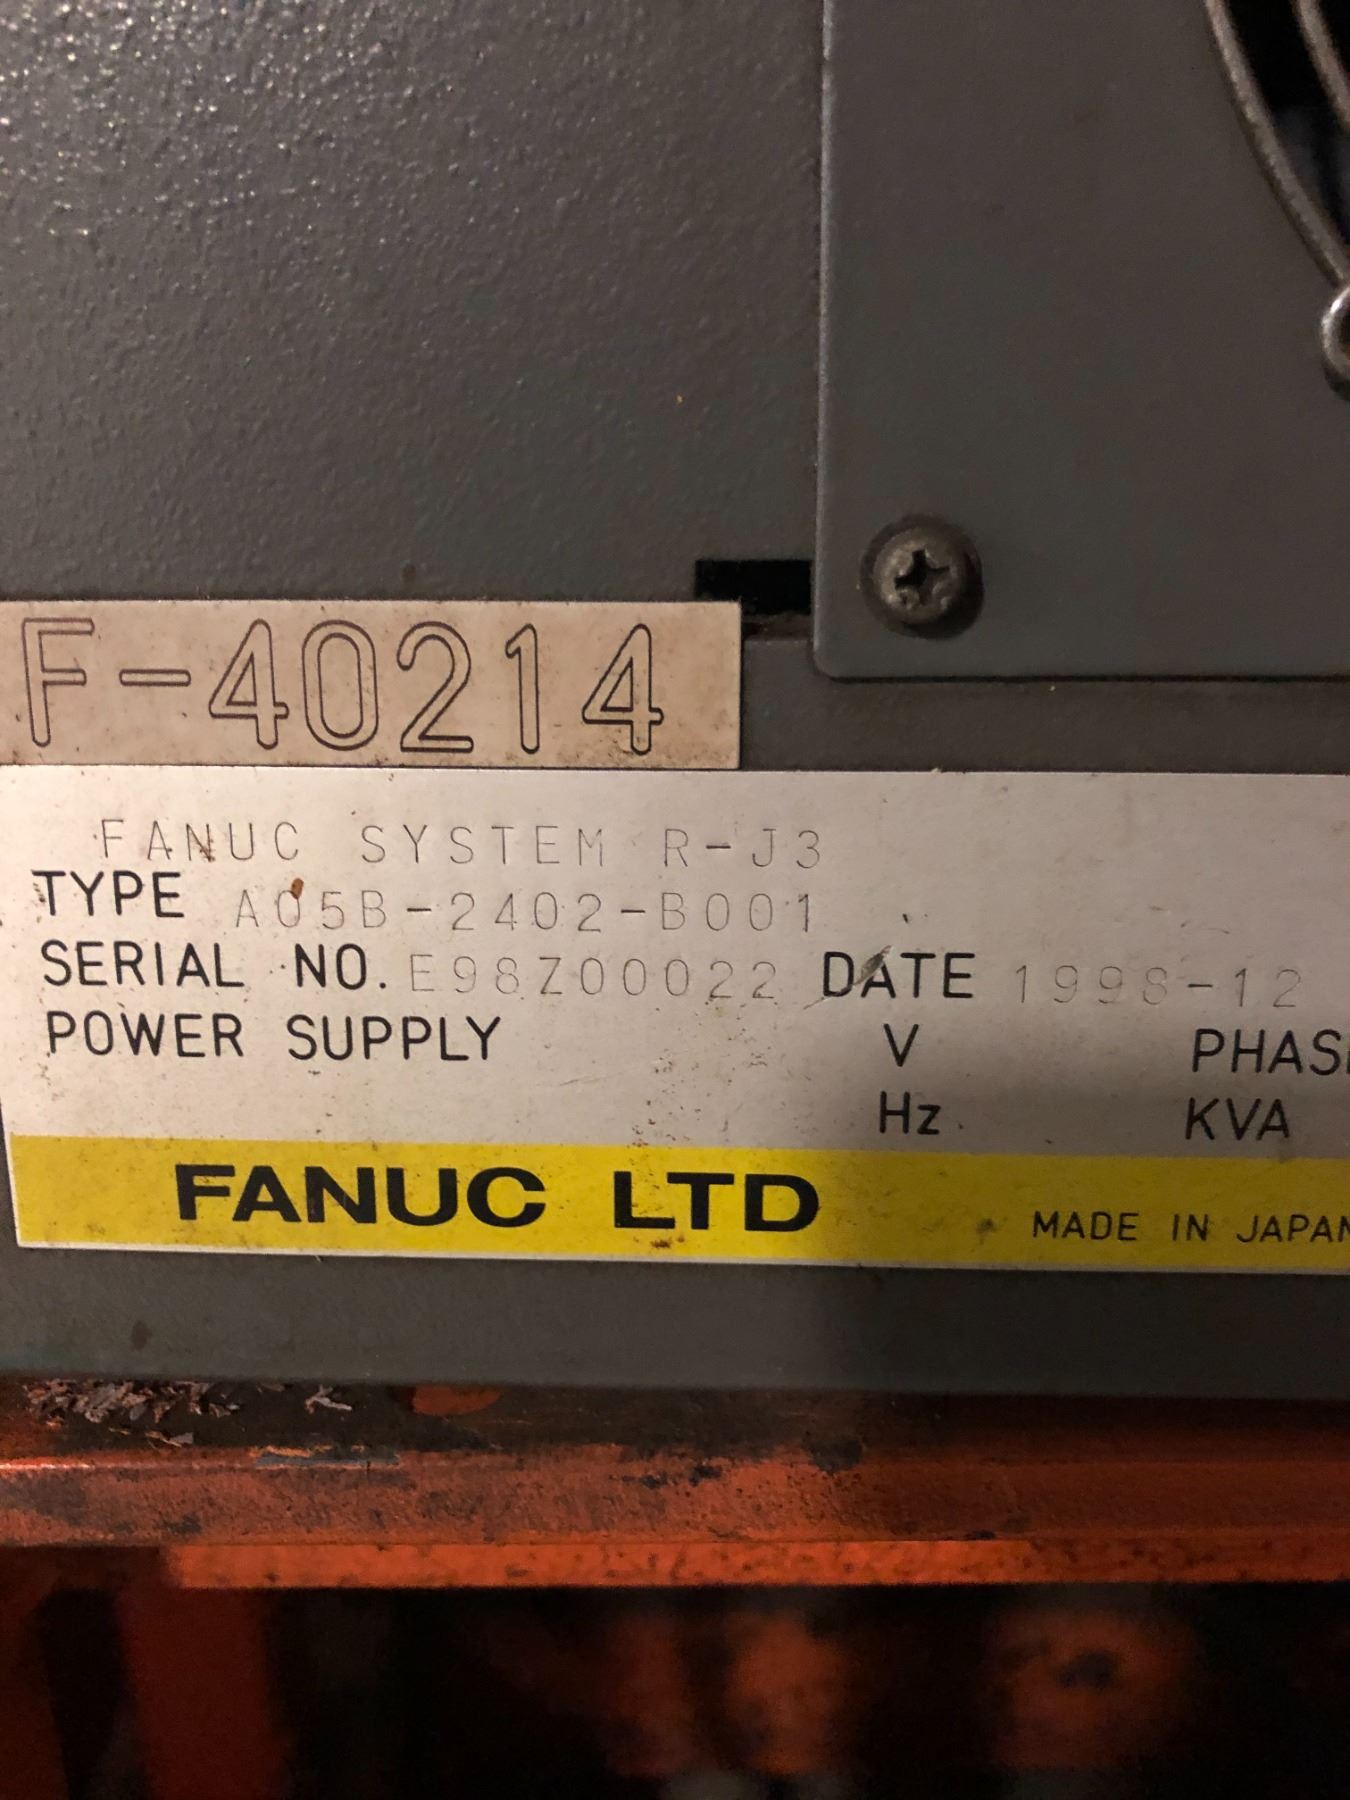 F-40214
FANUC SYSTEM R-J3
TYPE A05B-2402-B001
SERIAL NO. E98Z00022 DATE 1998-12
POWER SUPPLY V PHAS
Hz KVA
FANUC LTD MADE IN JAPAN